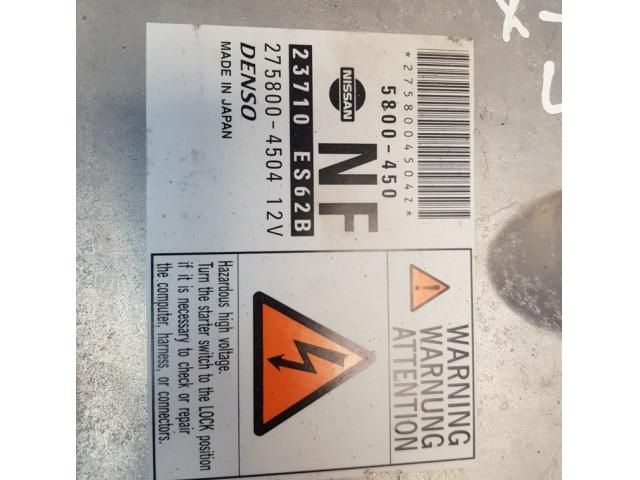 *2758004504Z*
5800-450
NISSAN
NF
23710 ES62B
275800-4504 12V
DENSO
MADE IN JAPAN
WARNING
WARNUNG
ATTENTION
Hazardous high voltage.
Turn the starter switch to the LOCK position
if it is necessary to check or repair
the computer, harness, or connectors.